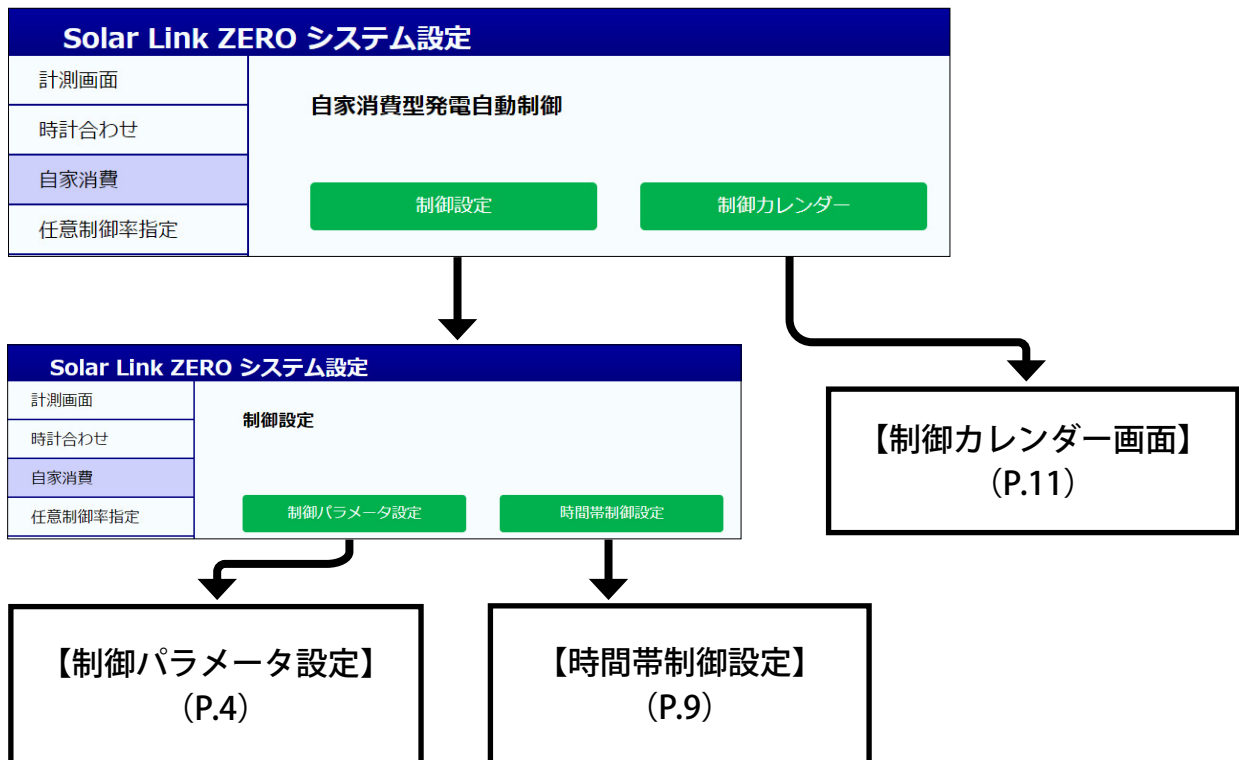 Solar Link ZERO システム設定
計測画面
時計合わせ
自家消費
任意制御率指定
自家消費型発電自動制御
制御設定
制御カレンダー
Solar Link ZERO システム設定
計測画面
時計合わせ
自家消費
任意制御率指定
制御設定
制御パラメータ設定
時間帯制御設定
【制御カレンダー画面】
（P.11）
【制御パラメータ設定】
（P.4）
【時間帯制御設定】
（P.9）